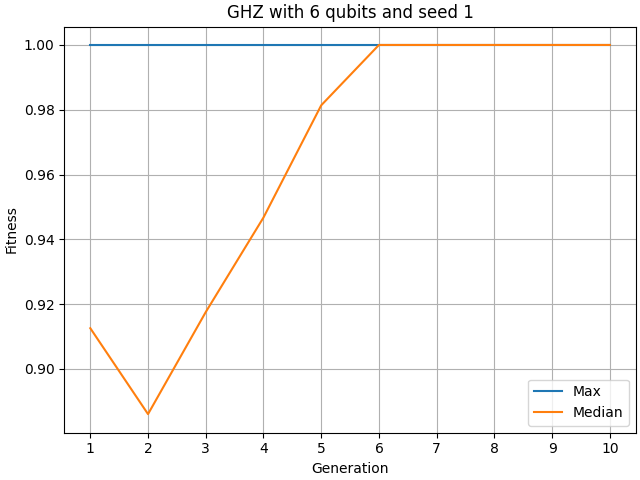 GHZ with 6 qubits and seed 1
Fitness
1.00
0.98
0.96
0.94
0.92
0.90
1 2 3 4 5 6 7 8 9 10
Generation
Max
Median